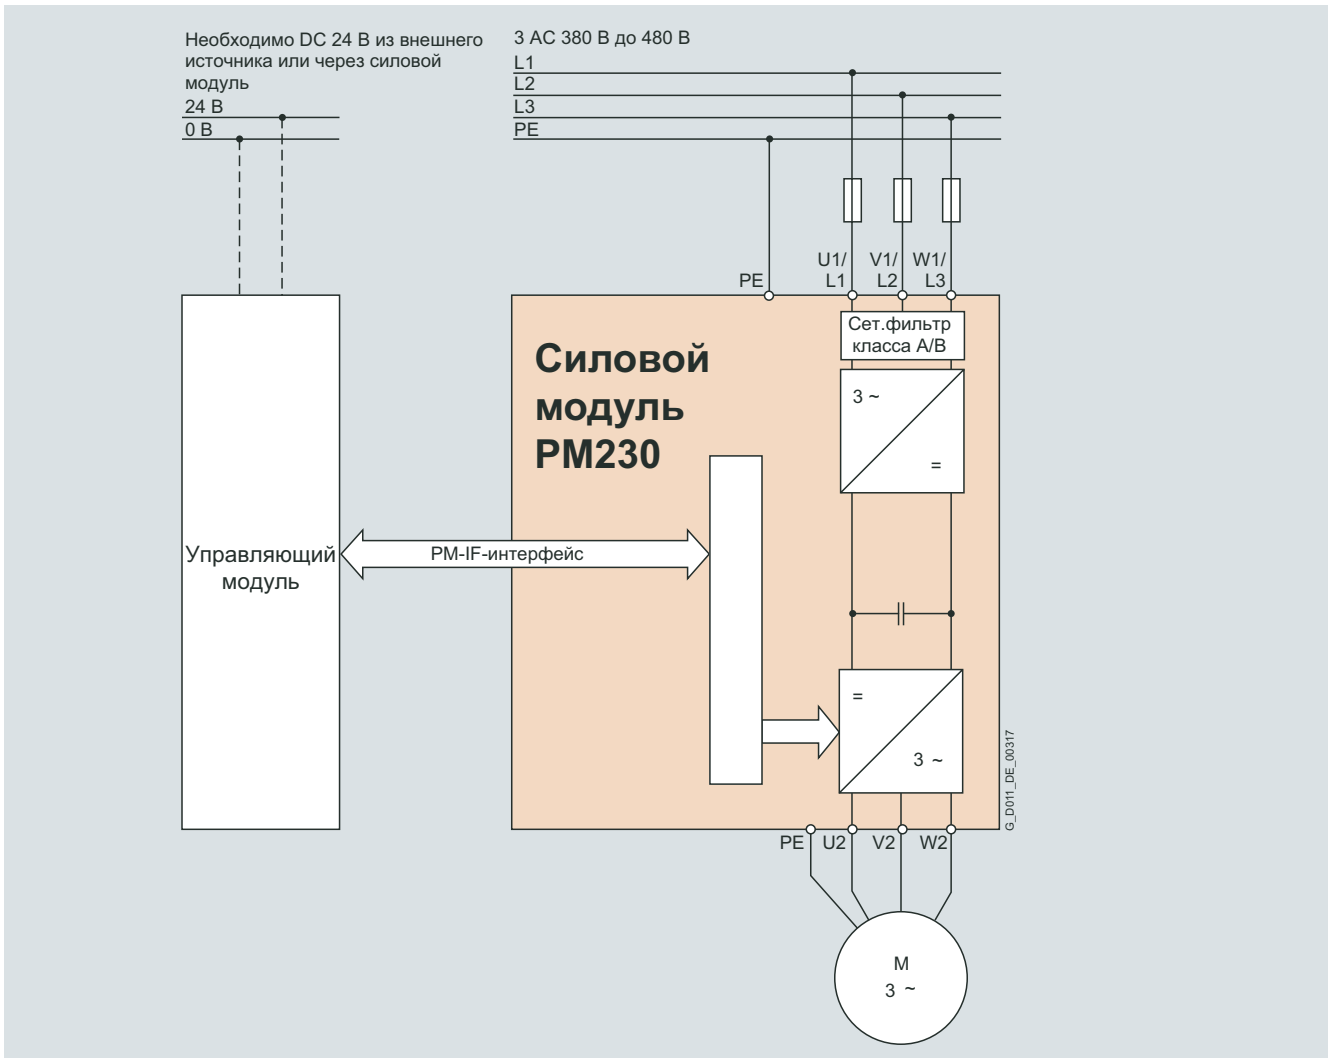 Необходимо DC 24 В из внешнего
источника или через силовой
модуль
24 В
0 В
3 AC 380 В до 480 В
L1
L2
L3
PE
PE
U1/
L1
V1/
L2
W1/
L3
Сет.фильтр
класса A/B
Силовой
модуль
PM230
3 ~
=
Управляющий
модуль
PM-IF-интерфейс
=
3 ~
G_D011_DE_00317
PE
U2
V2
W2
M
3 ~